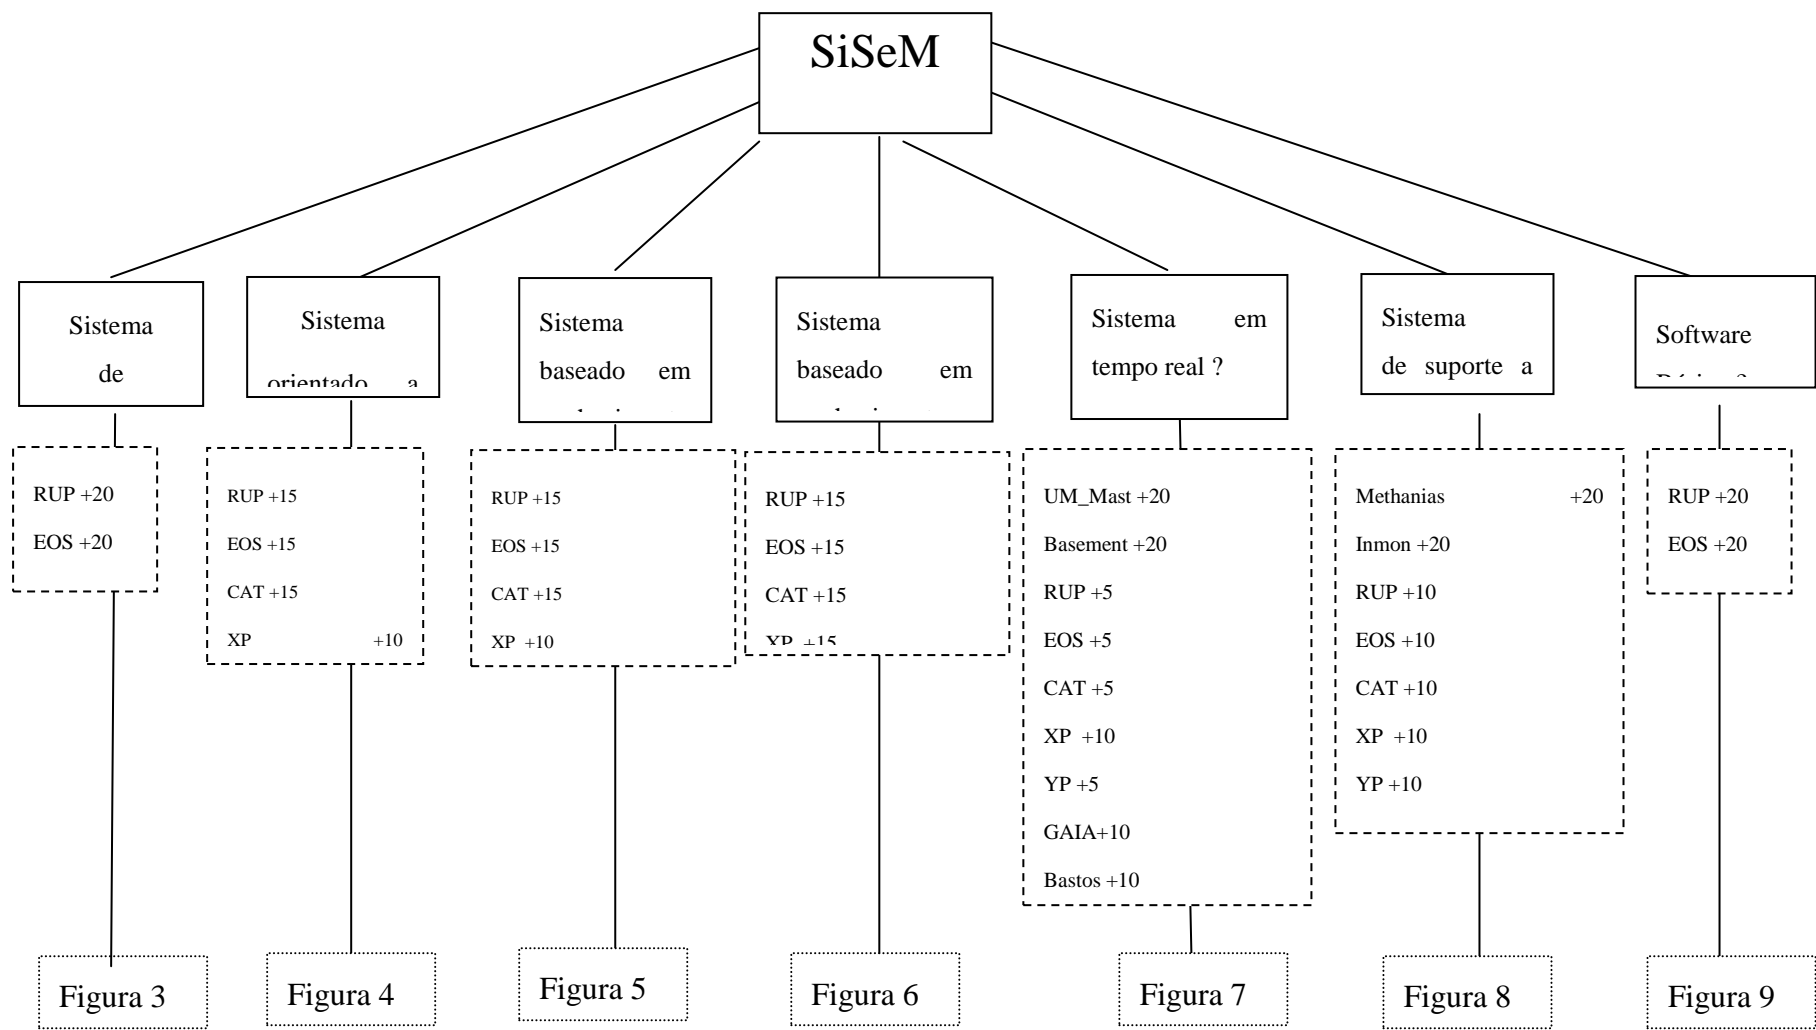 SiSeM
Sistema
de
Sistema
orientado a
Sistema
baseado em
Sistema
baseado em
Sistema em
tempo real ?
Sistema
de suporte a
Software
RUP +20
EOS +20
RUP +15
EOS +15
CAT +15
XP +10
RUP +15
EOS +15
CAT +15
XP +10
RUP +15
EOS +15
CAT +15
XP +15
UM_Mast +20
Basement +20
RUP +5
EOS +5
CAT +5
XP +10
YP +5
GAIA+10
Bastos +10
Methanias +20
Inmon +20
RUP +10
EOS +10
CAT +10
XP +10
YP +10
RUP +20
EOS +20
Figura 3
Figura 4
Figura 5
Figura 6
Figura 7
Figura 8
Figura 9